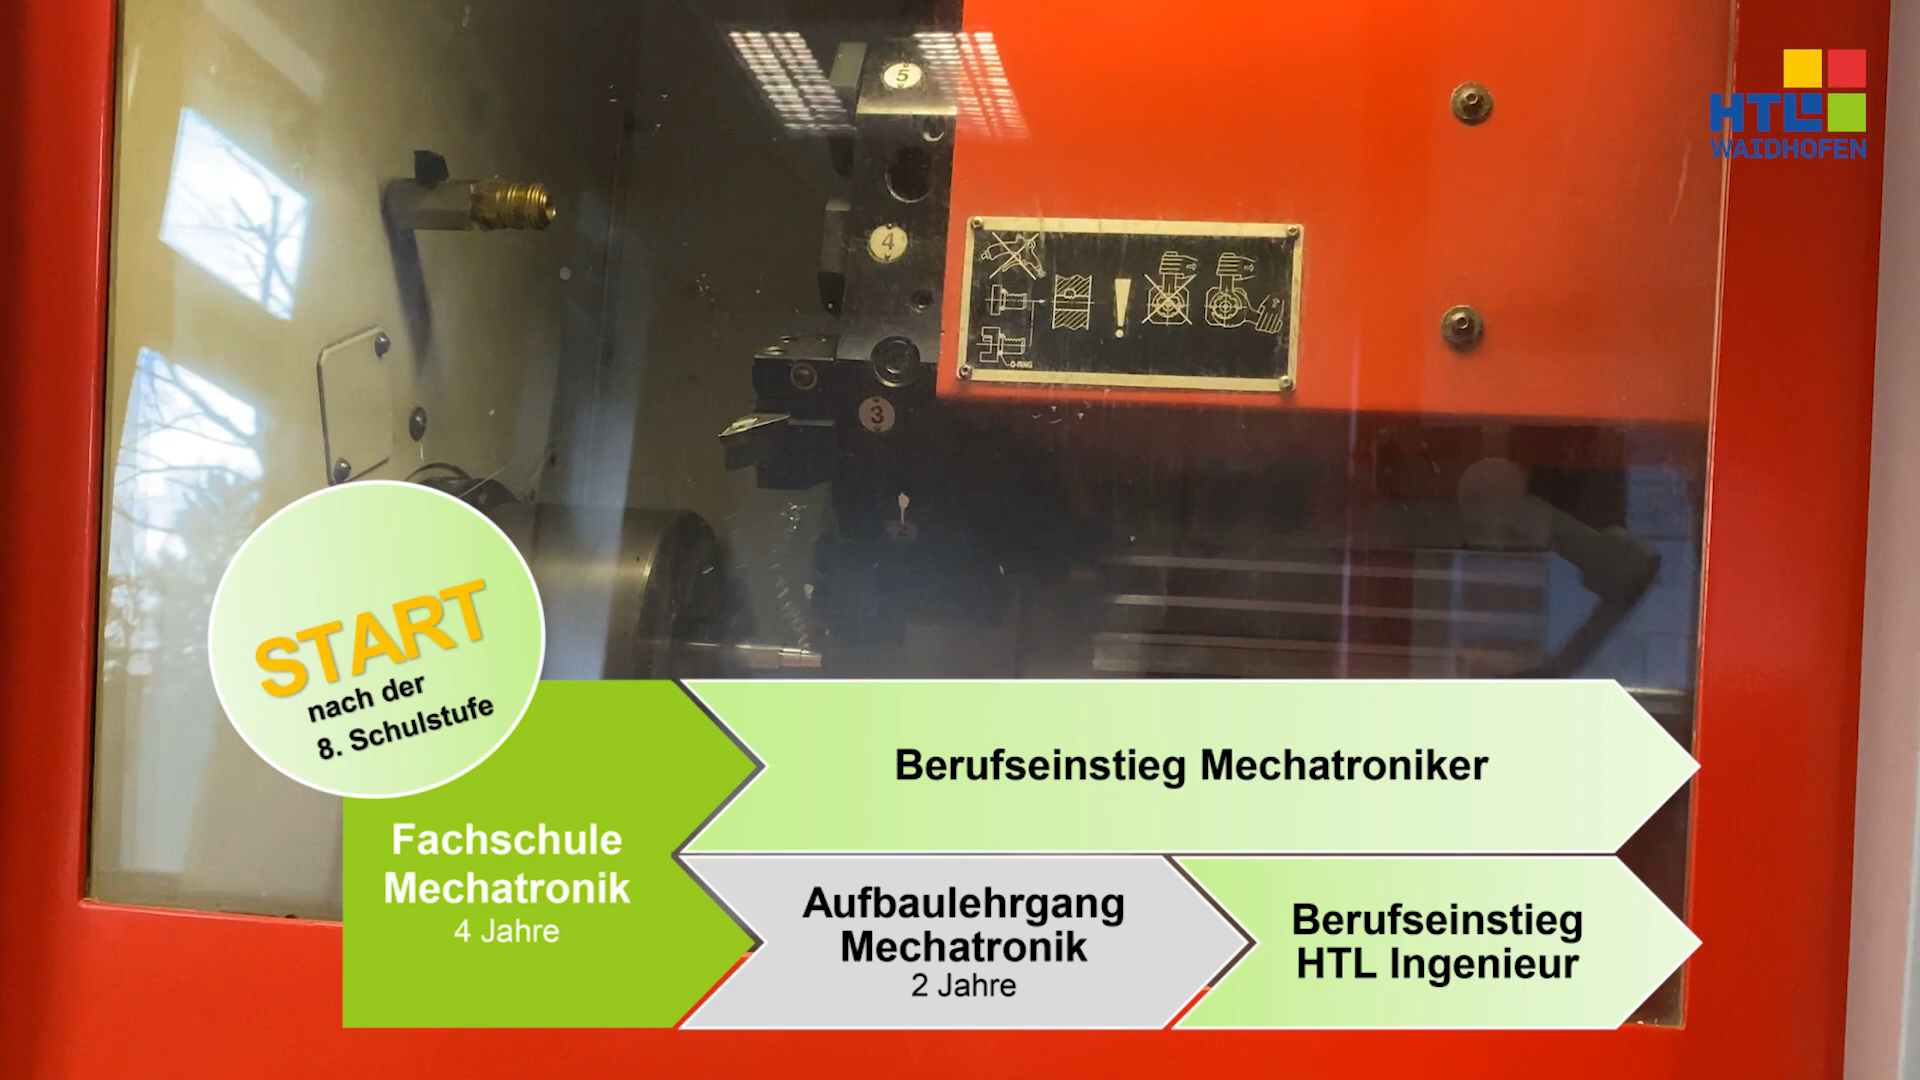 5
HTL
WAIDHOFEN
4
O-RING
3
START
nach der
8. Schulstufe
Berufseinstieg Mechatroniker
Fachschule
Mechatronik
4 Jahre
Aufbaulehrgang
Mechatronik
2 Jahre
Berufseinstieg
HTL Ingenieur